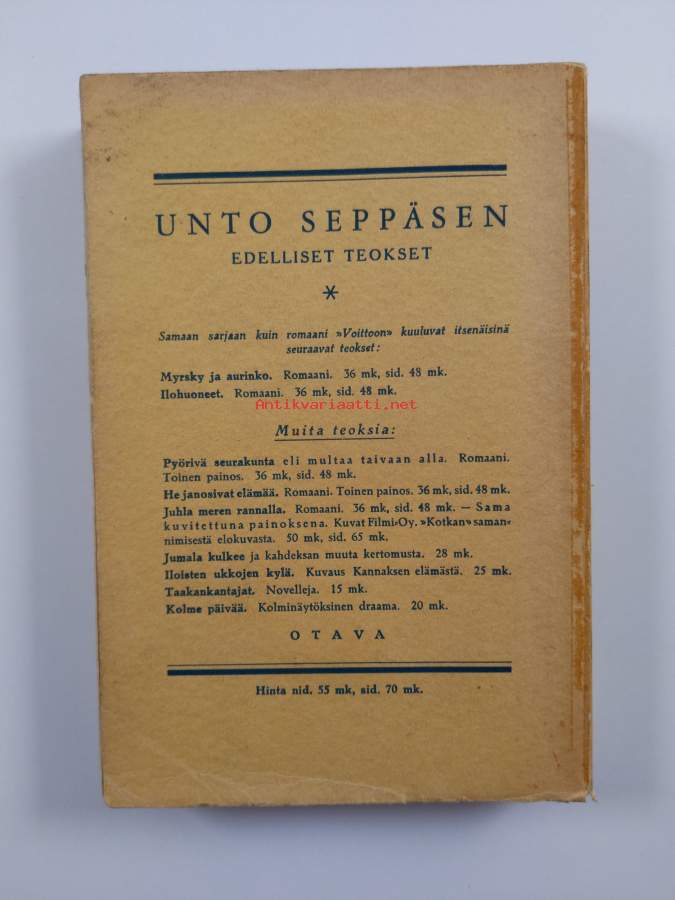 UNTO SEPPÄSEN
EDELLISET TEOKSET
Samaan sarjaan kuin romaani »Voittoon» kuuluvat itsenäisinä
seuraavat teokset:
Myrsky ja aurinko. Romaani. 36 mk, sid. 48 mk.
Ilohuoneet. Romaani. 36 mk, sid. 48 mk.
Antikvariaatti.net
Muita teoksia:
Pyörivä seurakunta eli multaa taivaan alla. Romaani.
Toinen painos. 36 mk, sid. 48 mk.
He janosivat elämää. Romaani. Toinen painos. 36 mk, sid. 48 mk.
Juhla meren rannalla. Romaani. 36 mk, sid. 48 mk. — Sama
kuvitettuna painoksena. Kuvat Filmi-Oy. »Kotkan» saman-
nimisestä elokuvasta. 50 mk, sid. 65 mk.
Jumala kulkee ja kahdeksan muuta kertomusta. 28 mk.
Iloisten ukkojen kylä. Kuvaus Kannaksen elämästä. 25 mk.
Taakankantajat. Novelleja. 15 mk.
Kolme päivää. Kolminäytöksinen draama. 20 mk.
OTAVA
Hinta nid. 55 mk, sid. 70 mk.